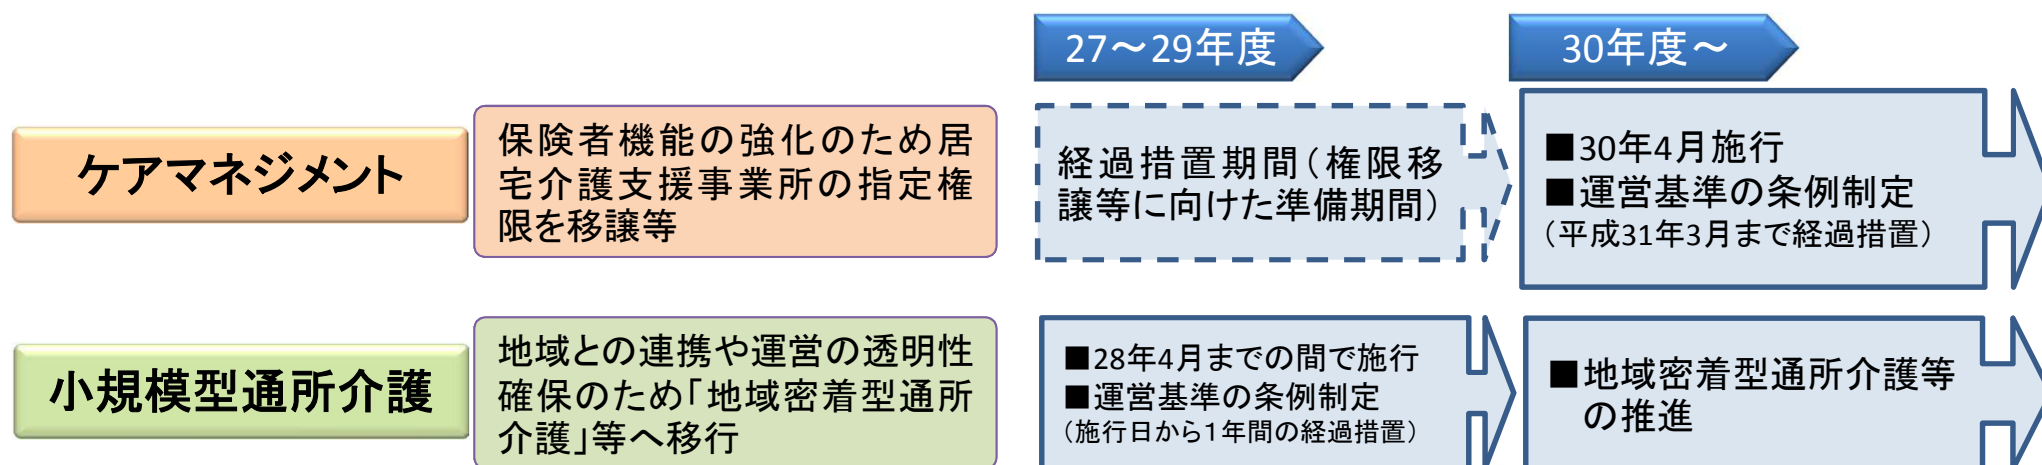 27～29年度
30年度～
ケアマネジメント
保険者機能の強化のため居
宅介護支援事業所の指定権
限を移譲等
経過措置期間（権限移
譲等に向けた準備期間）
■30年4月施行
■運営基準の条例制定
（平成31年3月まで経過措置）
小規模型通所介護
地域との連携や運営の透明性
確保のため「地域密着型通所
介護」等へ移行
■28年4月までの間で施行
■運営基準の条例制定
（施行日から１年間の経過措置）
■地域密着型通所介護等
の推進